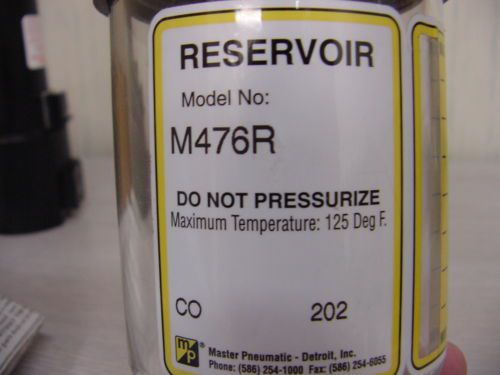 RESERVOIR
Model No:
M476R
DO NOT PRESSURIZE
Maximum Temperature: 125 Deg F.
CO 202
m/p ® Master Pneumatic - Detroit, Inc.
Phone: (586) 254-1000 Fax: (586) 254-6055